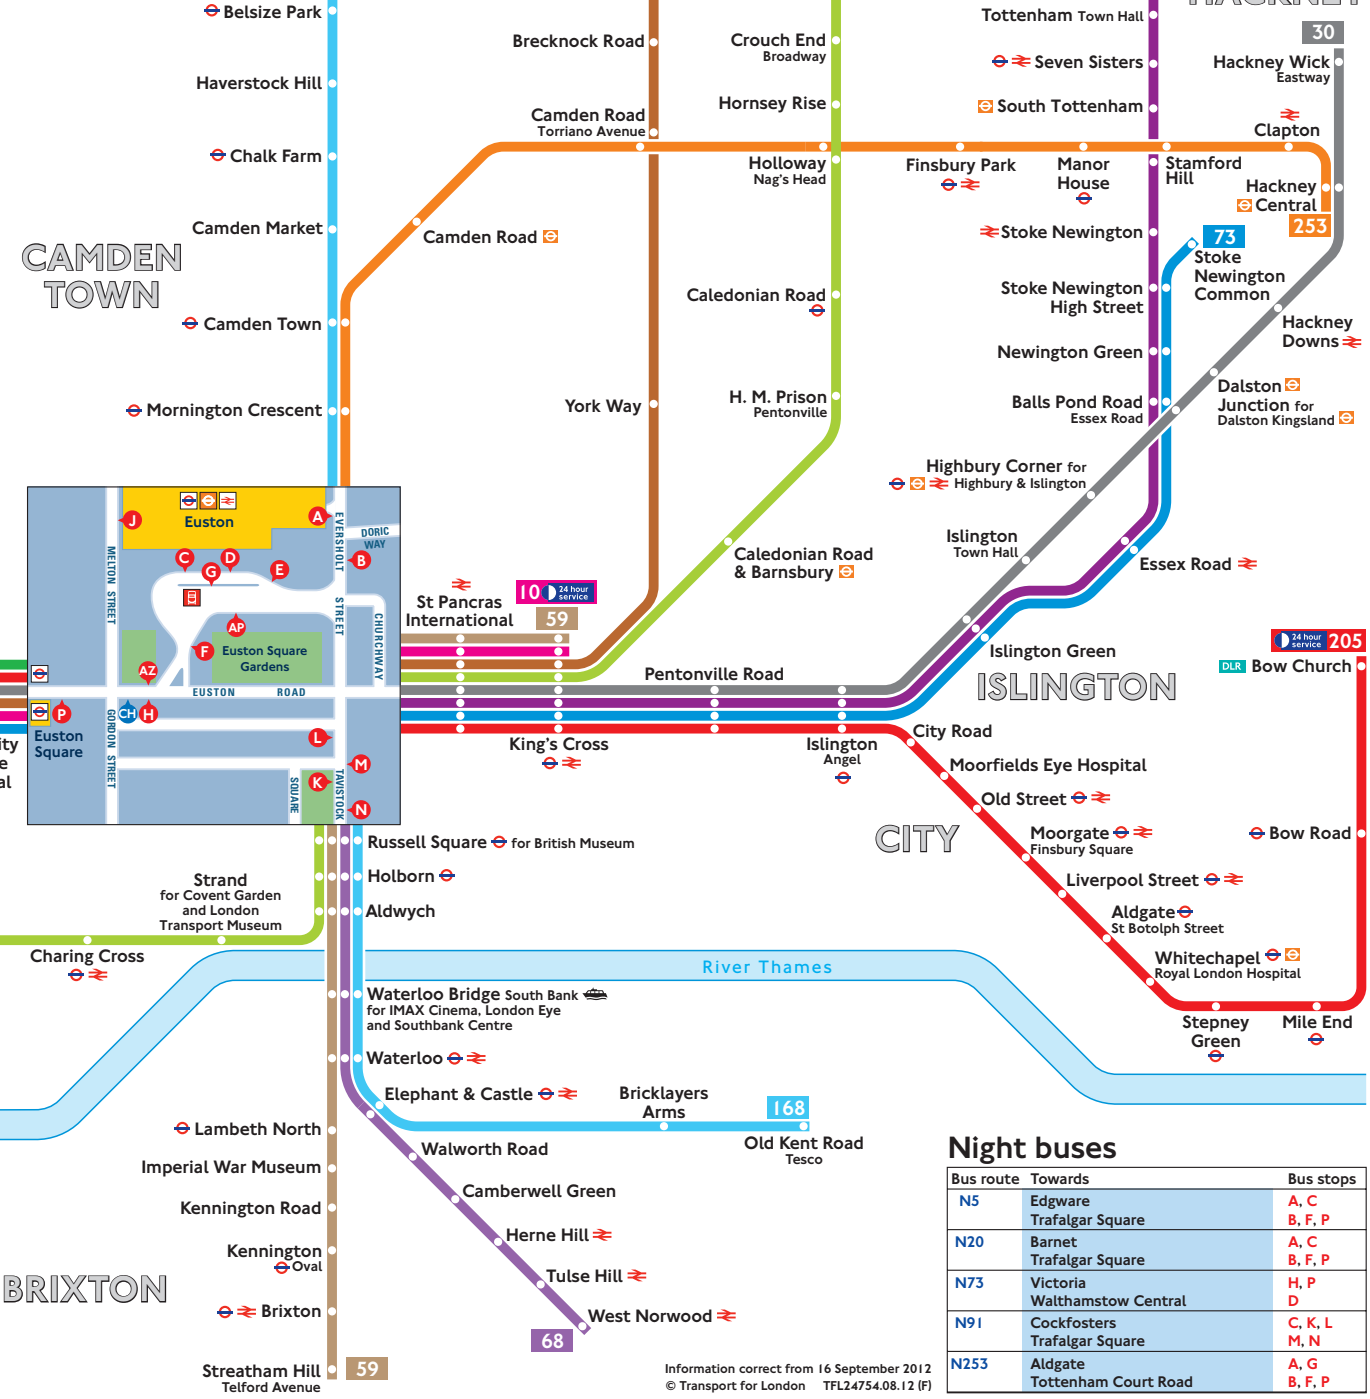 HACKNEY
Belsize Park
Haverstock Hill
Chalk Farm
Camden Market
CAMDEN
TOWN
Camden Town
Mornington Crescent
Brecknock Road
Camden Road
Torriano Avenue
Camden Road
York Way
Crouch End
Broadway
Hornsey Rise
Holloway
Nag's Head
Caledonian Road
H. M. Prison
Pentonville
Caledonian Road
& Barnsbury
Tottenham Town Hall
Seven Sisters
South Tottenham
Finsbury Park
Manor
House
Stamford
Hill
Clapton
Hackney
Central
253
30
Hackney Wick
Eastway
Stoke Newington
73
Stoke
Newington
Common
Stoke Newington
High Street
Newington Green
Balls Pond Road
Essex Road
Hackney
Downs
Dalston
Junction for
Dalston Kingsland
Highbury Corner for
Highbury & Islington
Islington
Town Hall
Essex Road
Islington Green
ISLINGTON
Euston
MELTON STREET
EVERSHOLT STREET
DORIC
WAY
CHURCHWAY
J
A
B
C
D
E
G
AP
F
Euston Square
Gardens
AZ
EUSTON ROAD
P
CH
H
Euston
Square
GORDON STREET
L
M
K
N
SQUARE
TAVISTOCK
ity
e
al
St Pancras
International
10
24 hour
service
59
Pentonville Road
King's Cross
Islington
Angel
City Road
Moorfields Eye Hospital
Old Street
Moorgate
Finsbury Square
Liverpool Street
Aldgate
St Botolph Street
Whitechapel
Royal London Hospital
Stepney
Green
Mile End
Bow Road
24 hour
service
205
DLR
Bow Church
CITY
Russell Square for British Museum
Holborn
Aldwych
Strand
for Covent Garden
and London
Transport Museum
Charing Cross
River Thames
Waterloo Bridge South Bank
for IMAX Cinema, London Eye
and Southbank Centre
Waterloo
Elephant & Castle
Bricklayers
Arms
168
Old Kent Road
Tesco
Lambeth North
Imperial War Museum
Kennington Road
Kennington
Oval
BRIXTON
Brixton
Streatham Hill
Telford Avenue
59
Walworth Road
Camberwell Green
Herne Hill
Tulse Hill
West Norwood
68
Night buses
Bus route Towards Bus stops
N5 Edgware A, C
Trafalgar Square B, F, P
N20 Barnet A, C
Trafalgar Square B, F, P
N73 Victoria H, P
Walthamstow Central D
N91 Cockfosters C, K, L
Trafalgar Square M, N
N253 Aldgate A, G
Tottenham Court Road B, F, P
Information correct from 16 September 2012
© Transport for London TFL24754.08.12 (F)